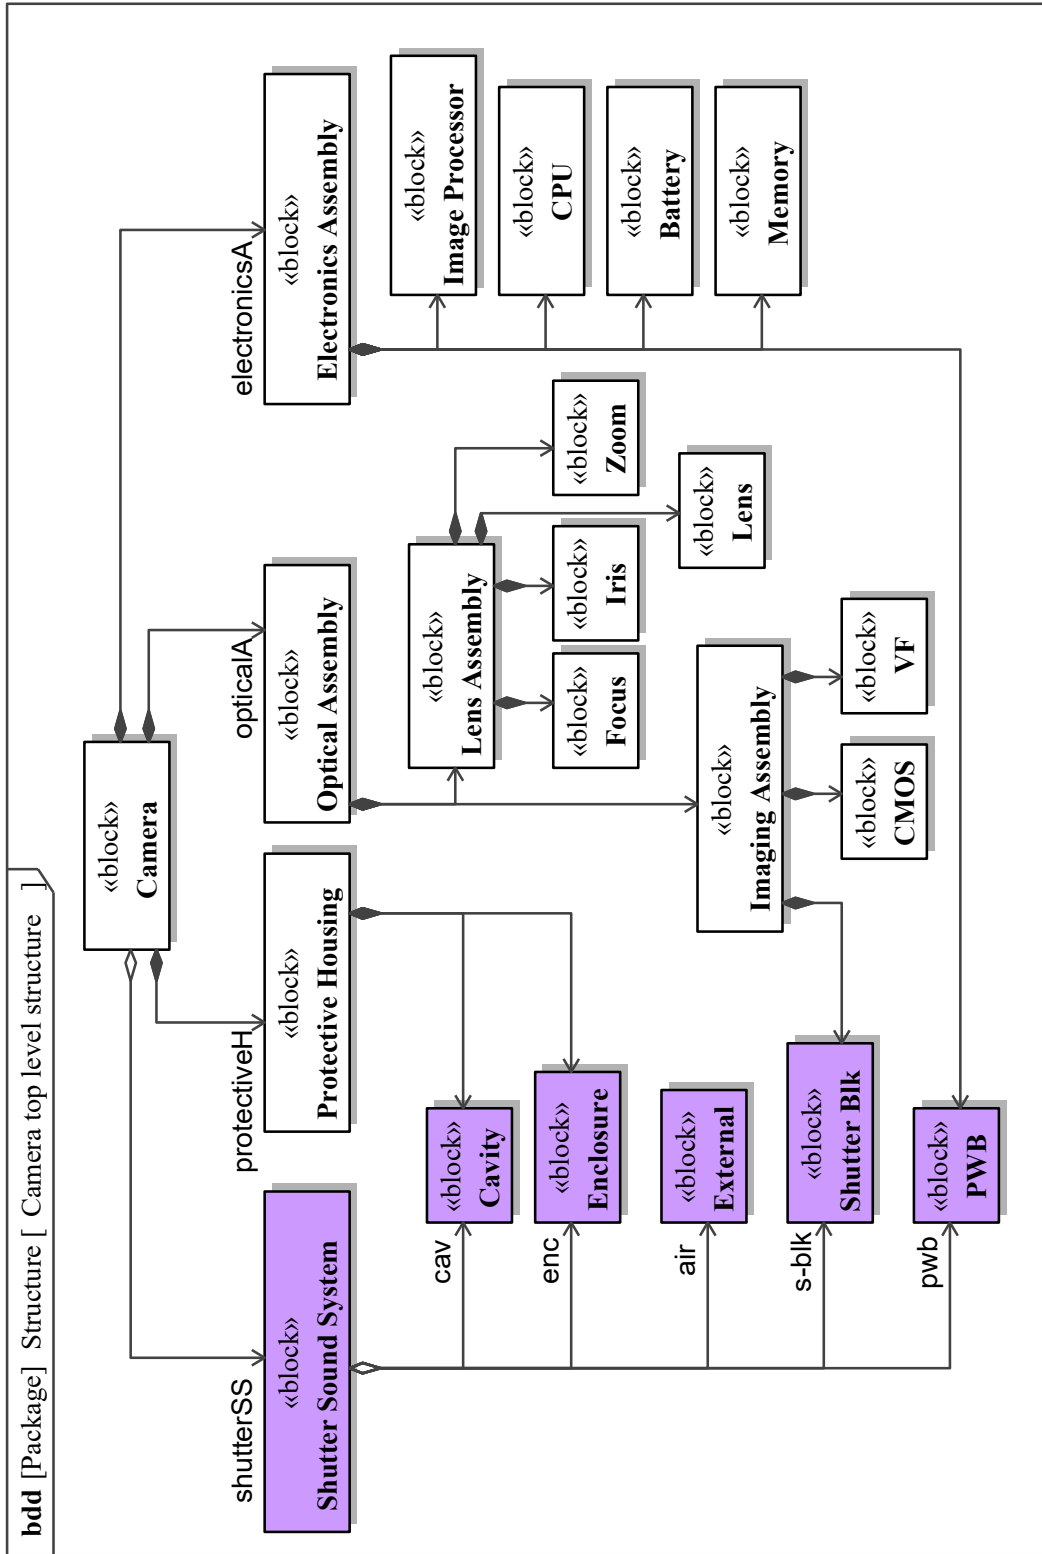 bdd [Package] Structure [ Camera top level structure ]
«block»
Camera
shutterSS
protectiveH
opticalA
electronicsA
«block»
Shutter Sound System
«block»
Protective Housing
«block»
Optical Assembly
«block»
Electronics Assembly
cav
«block»
Cavity
enc
«block»
Enclosure
air
«block»
External
s-blk
«block»
Shutter Blk
pwb
«block»
PWB
«block»
Lens Assembly
«block»
Focus
«block»
Iris
«block»
Zoom
«block»
Lens
«block»
Imaging Assembly
«block»
CMOS
«block»
VF
«block»
Image Processor
«block»
CPU
«block»
Battery
«block»
Memory